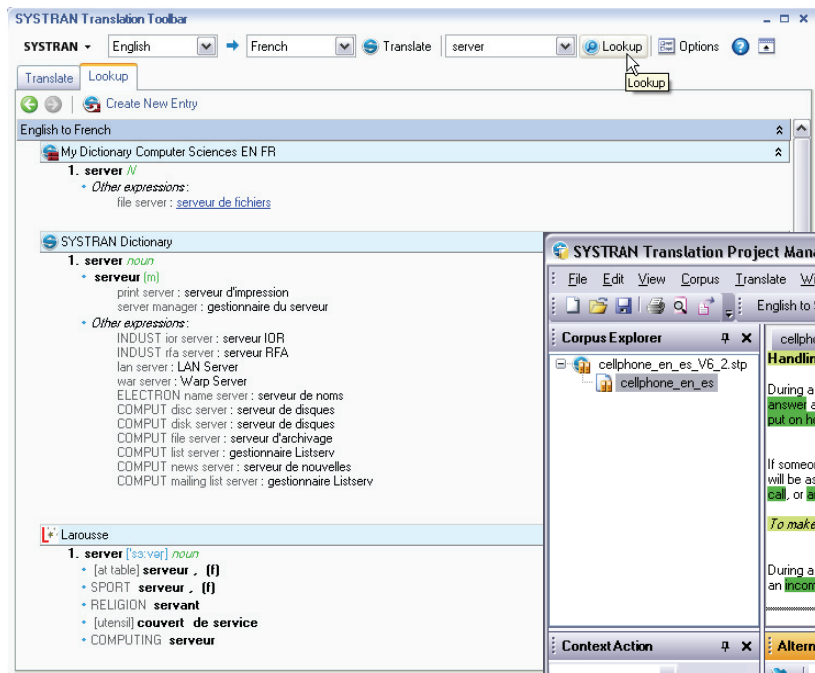 SYSTRAN Translation Toolbar
SYSTRAN English French Translate server Lookup Options
Lookup
Translate Lookup
Create New Entry
English to French
My Dictionary Computer Sciences EN FR
1. server N
Other expressions:
file server : serveur de fichiers
SYSTRAN Dictionary
1. server noun
serveur (m)
print server : serveur d'impression
server manager : gestionnaire du serveur
Other expressions:
INDUST ior server : serveur IOR
INDUST rfa server : serveur RFA
lan server : LAN Server
war server : Warp Server
ELECTRON name server : serveur de noms
COMPUT disc server : serveur de disques
COMPUT disk server : serveur de disques
COMPUT file server : serveur d'archivage
COMPUT list server : gestionnaire Listserv
COMPUT news server : serveur de nouvelles
COMPUT mailing list server : gestionnaire Listserv
Larousse
1. server ['sɜ:vər] noun
[at table] serveur , (f)
SPORT serveur , (f)
RELIGION servant
[utensil] couvert de service
COMPUTING serveur
SYSTRAN Translation Project Mana
File Edit View Corpus Translate Wi
English to
Corpus Explorer
cellphone_en_es_V6_2.stp
cellphone_en_es
cellpho
Handlin
During a
answer a
put on ho
If someon
will be as
call, or a
To make
During a
an incom
Context Action
Altern